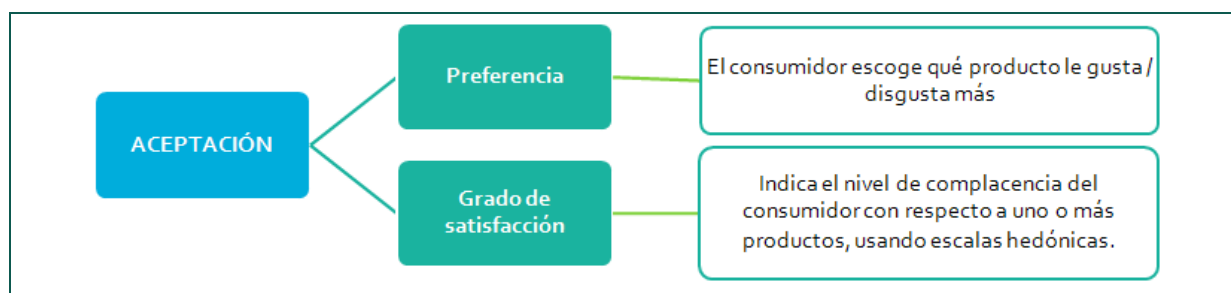 ACEPTACIÓN
Preferencia
El consumidor escoge qué producto le gusta /
disgusta más
Grado de
satisfacción
Indica el nivel de complacencia del
consumidor con respecto a uno o más
productos, usando escalas hedónicas.